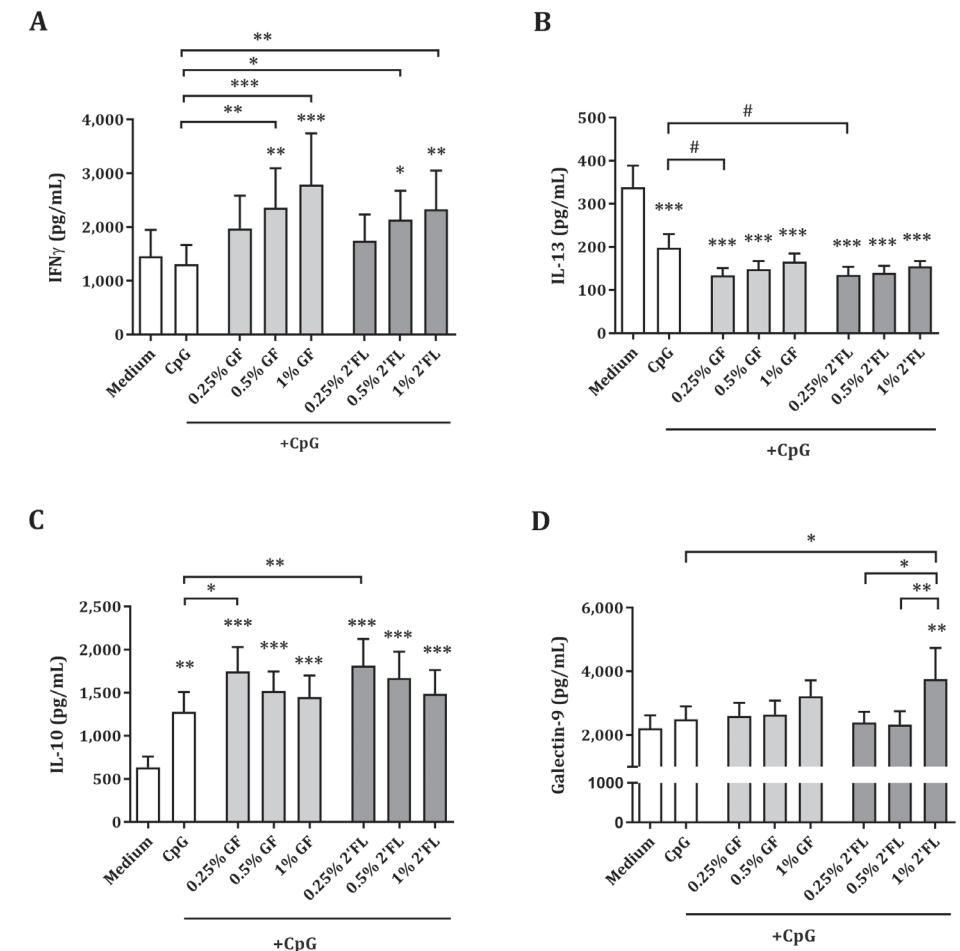 A
**
*
***
**
4,000
3,000
2,000
1,000
0
IFNγ (pg/mL)
**
***
*
**
Medium
CpG
0.25% GF
0.5% GF
1% GF
0.25% 2'FL
0.5% 2'FL
1% 2'FL
+CpG
B
#
#
500
400
300
200
100
0
IL-13 (pg/mL)
***
***
***
***
***
***
***
Medium
CpG
0.25% GF
0.5% GF
1% GF
0.25% 2'FL
0.5% 2'FL
1% 2'FL
+CpG
C
**
*
2,500
2,000
1,500
1,000
500
0
IL-10 (pg/mL)
**
***
***
***
***
***
***
Medium
CpG
0.25% GF
0.5% GF
1% GF
0.25% 2'FL
0.5% 2'FL
1% 2'FL
+CpG
D
*
*
**
6,000
4,000
2,000
1000
0
Galectin-9 (pg/mL)
**
Medium
CpG
0.25% GF
0.5% GF
1% GF
0.25% 2'FL
0.5% 2'FL
1% 2'FL
+CpG